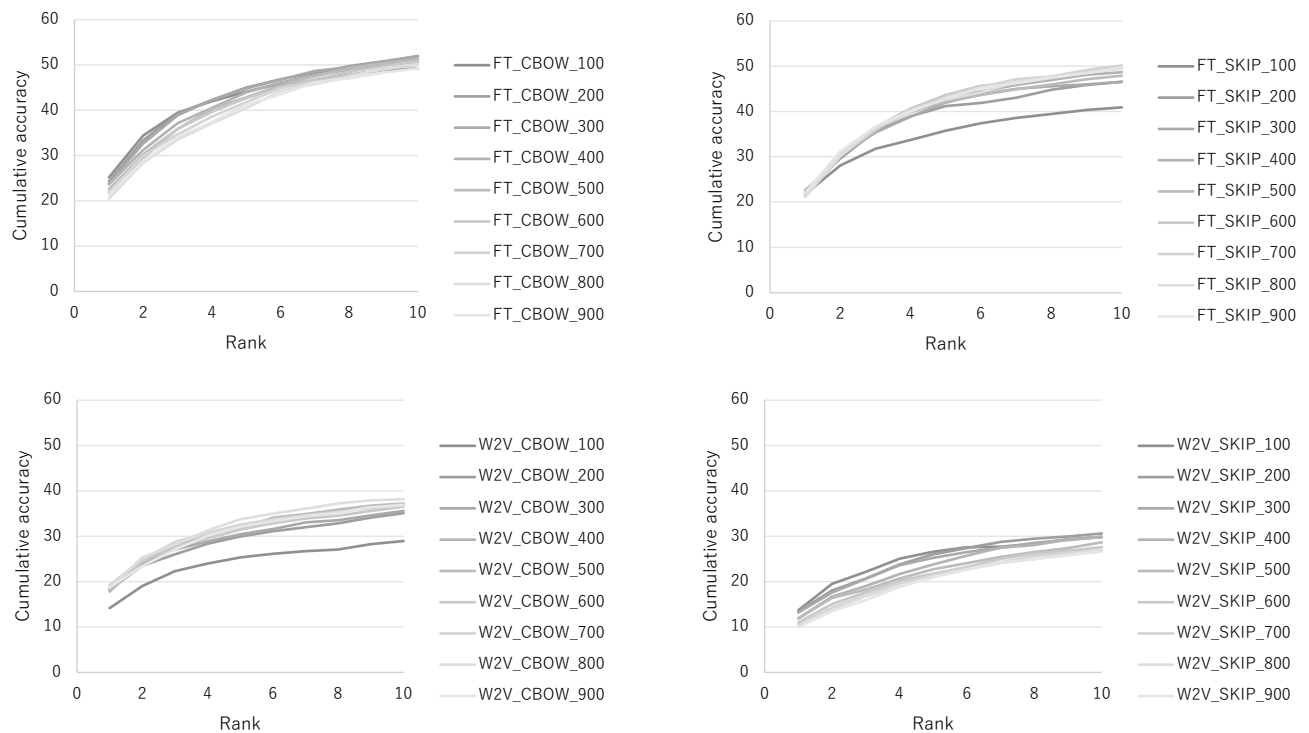 60
50
40
30
20
10
0
0 2 4 6 8 10
Cumulative accuracy
Rank
FT_CBOW_100
FT_CBOW_200
FT_CBOW_300
FT_CBOW_400
FT_CBOW_500
FT_CBOW_600
FT_CBOW_700
FT_CBOW_800
FT_CBOW_900
60
50
40
30
20
10
0
0 2 4 6 8 10
Cumulative accuracy
Rank
FT_SKIP_100
FT_SKIP_200
FT_SKIP_300
FT_SKIP_400
FT_SKIP_500
FT_SKIP_600
FT_SKIP_700
FT_SKIP_800
FT_SKIP_900
60
50
40
30
20
10
0
0 2 4 6 8 10
Cumulative accuracy
Rank
W2V_CBOW_100
W2V_CBOW_200
W2V_CBOW_300
W2V_CBOW_400
W2V_CBOW_500
W2V_CBOW_600
W2V_CBOW_700
W2V_CBOW_800
W2V_CBOW_900
60
50
40
30
20
10
0
0 2 4 6 8 10
Cumulative accuracy
Rank
W2V_SKIP_100
W2V_SKIP_200
W2V_SKIP_300
W2V_SKIP_400
W2V_SKIP_500
W2V_SKIP_600
W2V_SKIP_700
W2V_SKIP_800
W2V_SKIP_900